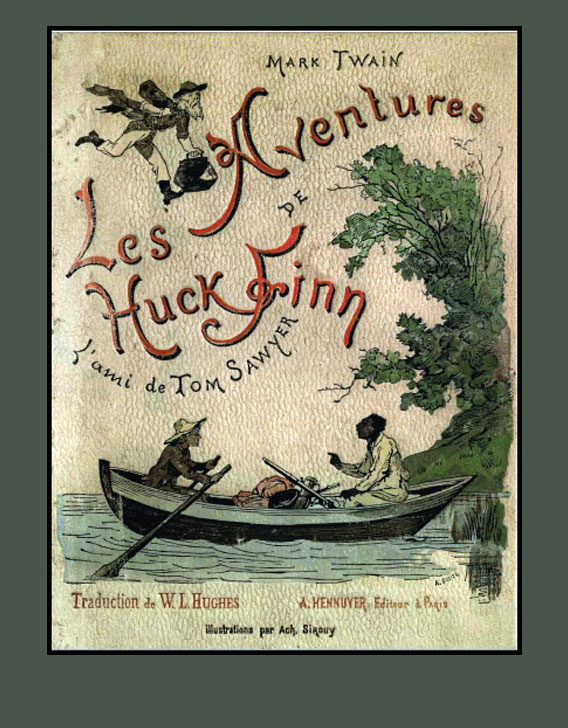 MARK TWAIN
Les Aventures
DE
Huck Finn
L'ami de TOM SAWYER
Traduction de W. L. HUGHES
A. HENNUYER, Editeur à PARIS
illustrations par Ach. SIROUY